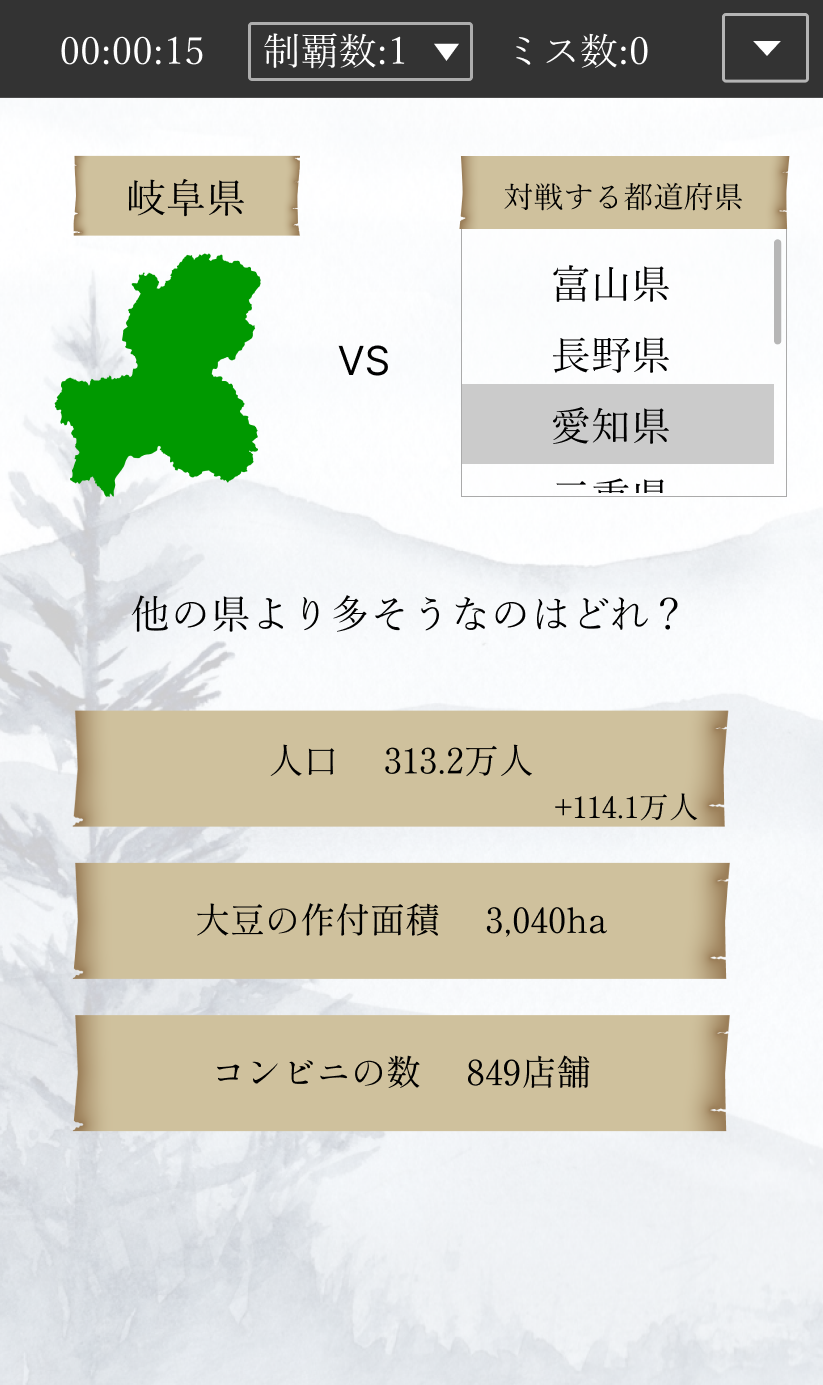 00:00:15 制覇数:1 ▼ ミス数:0 ▼
岐阜県
対戦する都道府県
富山県
長野県
VS
愛知県
三重県
他の県より多そうなのはどれ？
人口 313.2万人
+114.1万人
大豆の作付面積 3,040ha
コンビニの数 849店舗